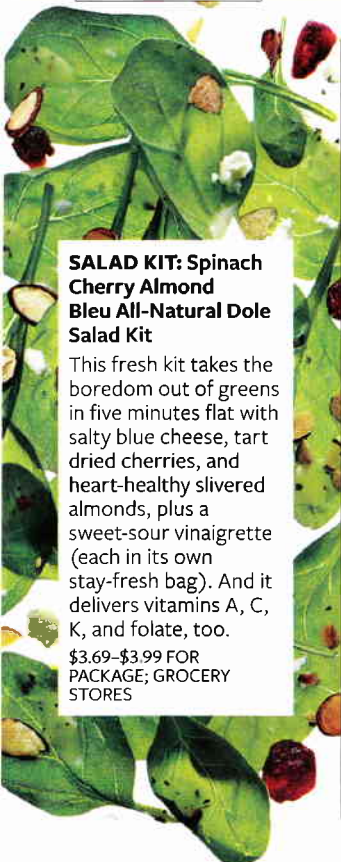 SALAD KIT: Spinach
Cherry Almond
Bleu All-Natural Dole
Salad Kit
This fresh kit takes the
boredom out of greens
in five minutes flat with
salty blue cheese, tart
dried cherries, and
heart-healthy slivered
almonds, plus a
sweet-sour vinaigrette
(each in its own
stay-fresh bag). And it
delivers vitamins A, C,
K, and folate, too.
$3.69–$3.99 FOR
PACKAGE; GROCERY
STORES